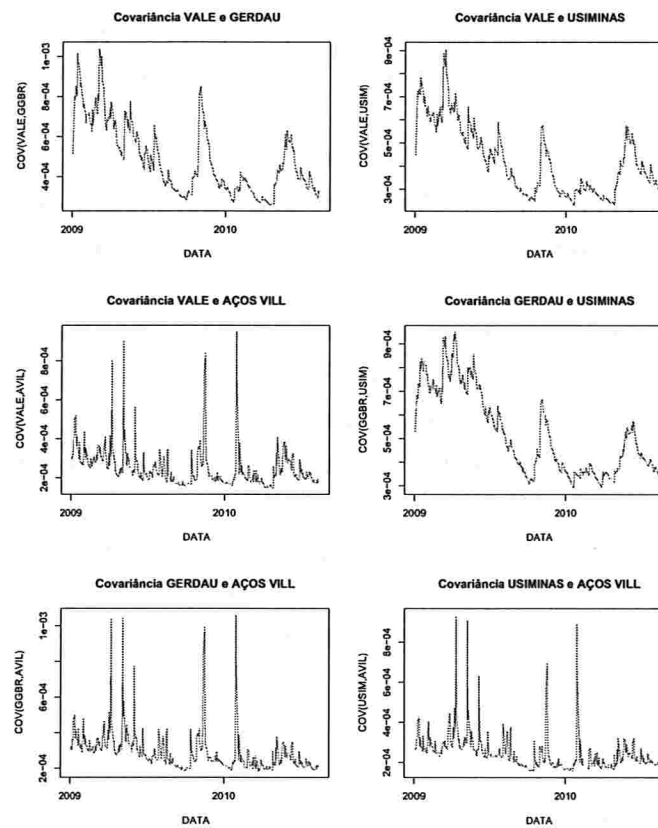 Covariância VALE e GERDAU
COV(VALE,GGBR)
4e-04 6e-04 8e-04 1e-03
2009 2010
DATA
Covariância VALE e USIMINAS
COV(VALE,USIM)
3e-04 5e-04 7e-04 9e-04
2009 2010
DATA
Covariância VALE e AÇOS VILL
COV(VALE,AVIL)
2e-04 4e-04 6e-04 8e-04
2009 2010
DATA
Covariância GERDAU e USIMINAS
COV(GGBR,USIM)
3e-04 5e-04 7e-04 9e-04
2009 2010
DATA
Covariância GERDAU e AÇOS VILL
COV(GGBR,AVIL)
2e-04 6e-04 1e-03
2009 2010
DATA
Covariância USIMINAS e AÇOS VILL
COV(USIM,AVIL)
2e-04 4e-04 6e-04 8e-04
2009 2010
DATA